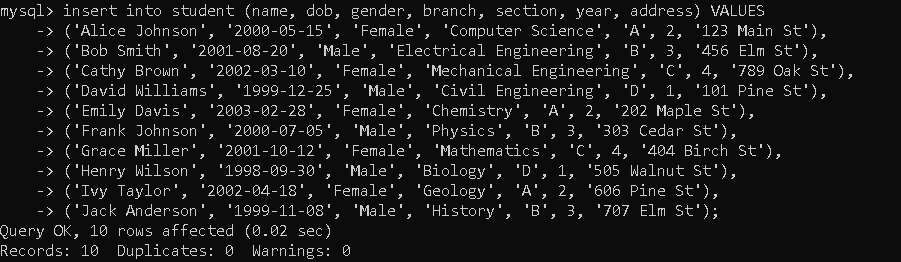 mysql> insert into student (name, dob, gender, branch, section, year, address) VALUES
    -> ('Alice Johnson', '2000-05-15', 'Female', 'Computer Science', 'A', 2, '123 Main St'),
    -> ('Bob Smith', '2001-08-20', 'Male', 'Electrical Engineering', 'B', 3, '456 Elm St'),
    -> ('Cathy Brown', '2002-03-10', 'Female', 'Mechanical Engineering', 'C', 4, '789 Oak St'),
    -> ('David Williams', '1999-12-25', 'Male', 'Civil Engineering', 'D', 1, '101 Pine St'),
    -> ('Emily Davis', '2003-02-28', 'Female', 'Chemistry', 'A', 2, '202 Maple St'),
    -> ('Frank Johnson', '2000-07-05', 'Male', 'Physics', 'B', 3, '303 Cedar St'),
    -> ('Grace Miller', '2001-10-12', 'Female', 'Mathematics', 'C', 4, '404 Birch St'),
    -> ('Henry Wilson', '1998-09-30', 'Male', 'Biology', 'D', 1, '505 Walnut St'),
    -> ('Ivy Taylor', '2002-04-18', 'Female', 'Geology', 'A', 2, '606 Pine St'),
    -> ('Jack Anderson', '1999-11-08', 'Male', 'History', 'B', 3, '707 Elm St');
Query OK, 10 rows affected (0.02 sec)
Records: 10  Duplicates: 0  Warnings: 0